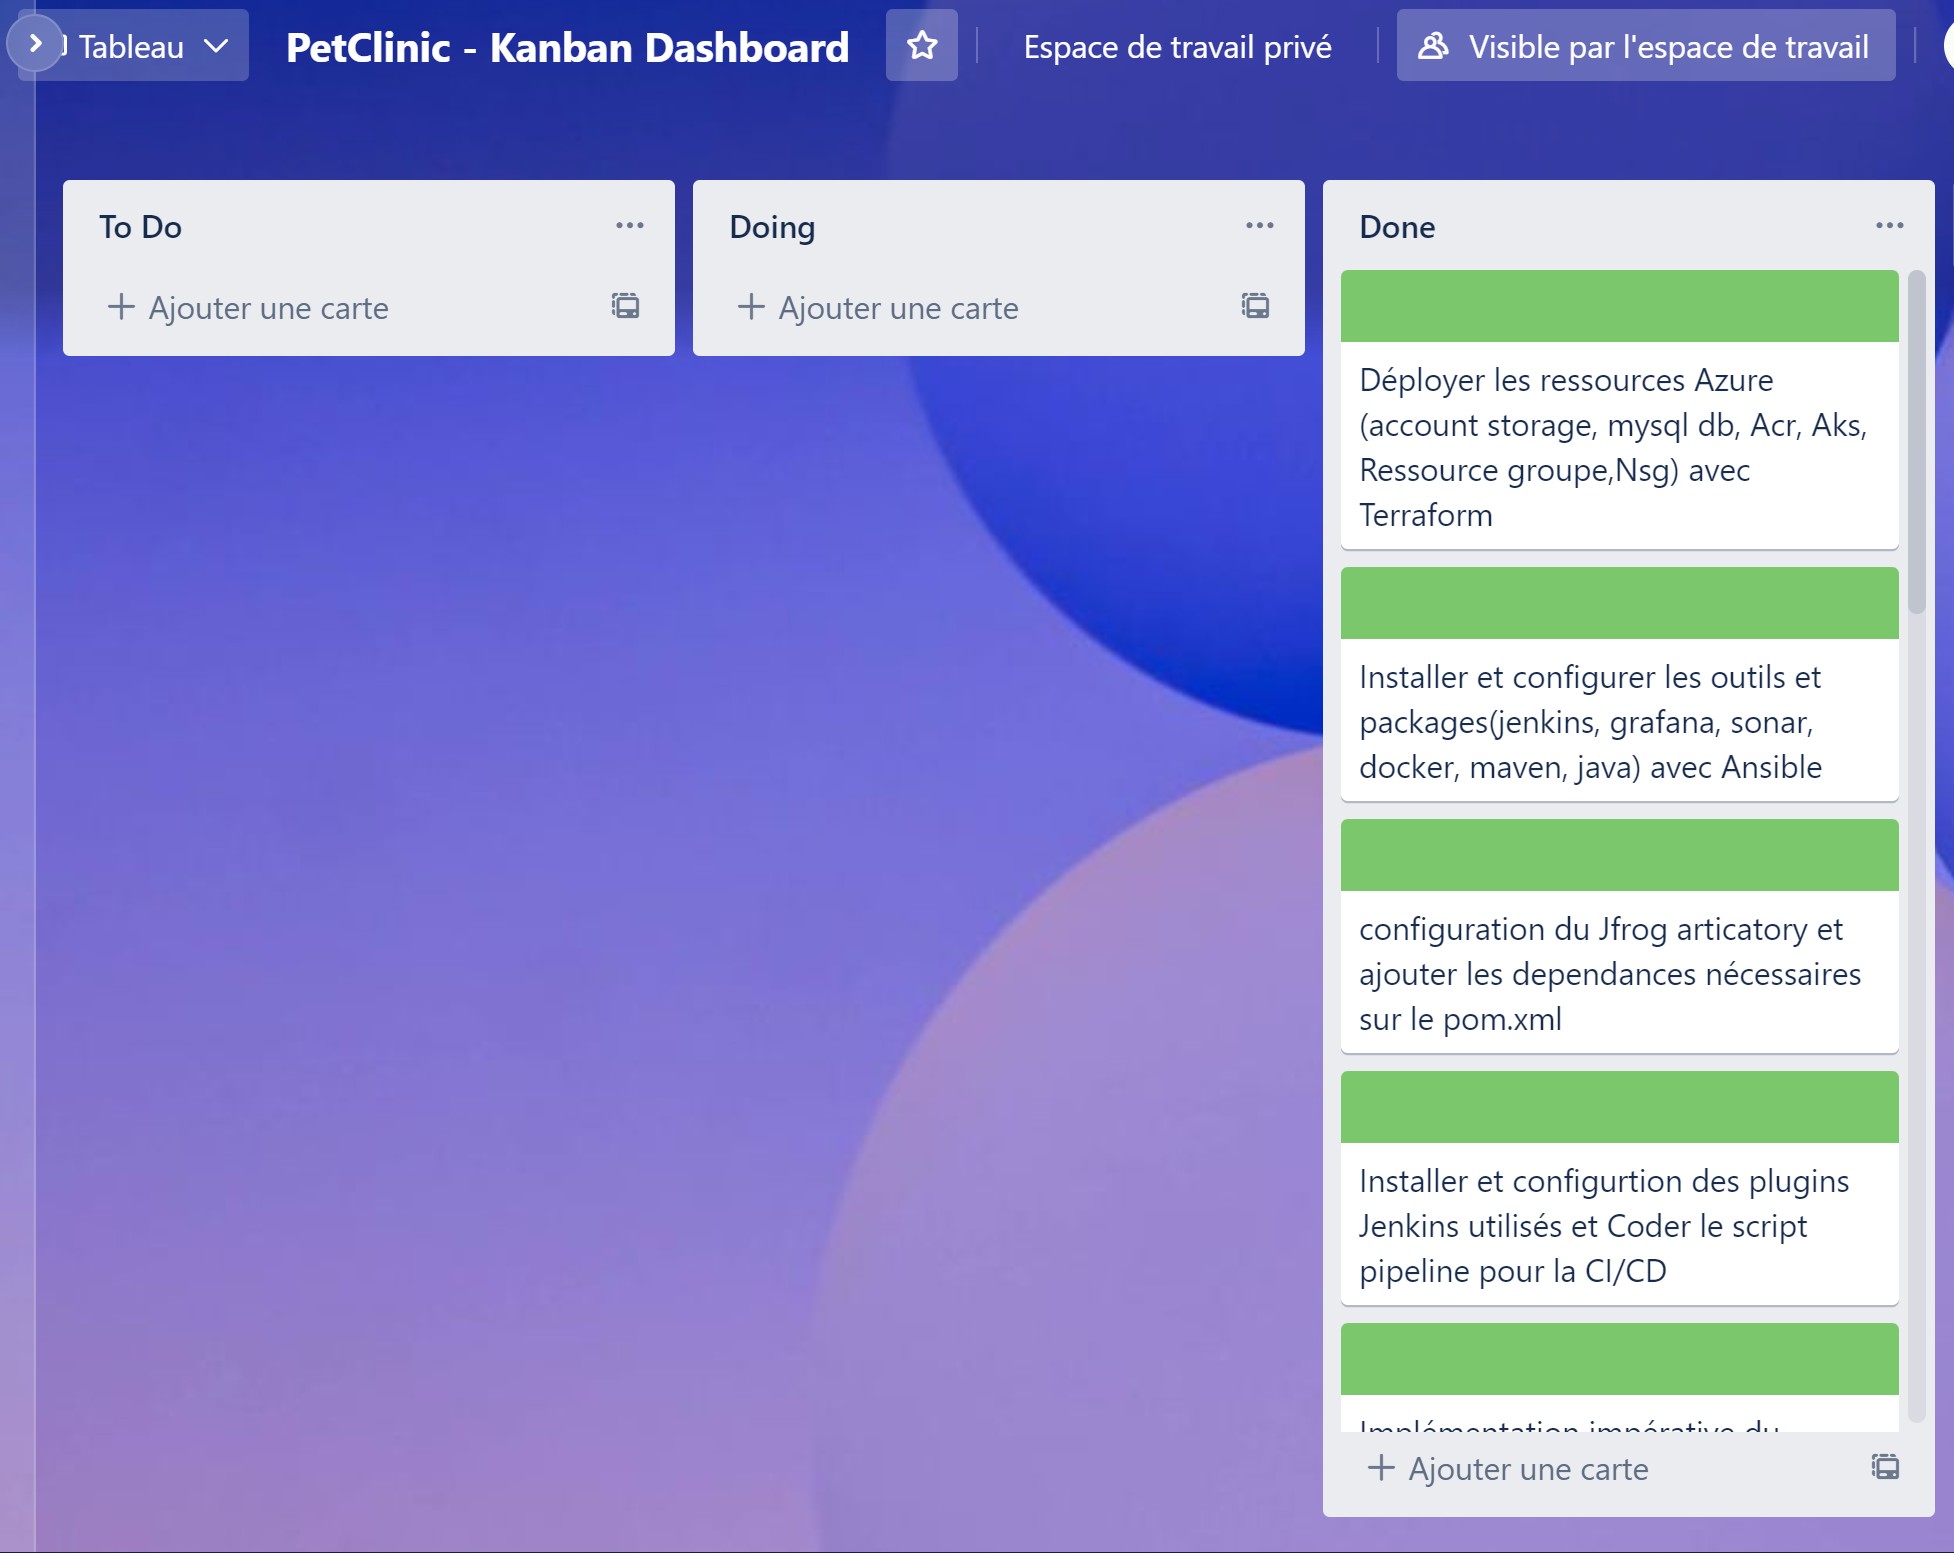 Tableau
PetClinic - Kanban Dashboard
Espace de travail privé
Visible par l'espace de travail
To Do
Ajouter une carte
Doing
Ajouter une carte
Done
Déployer les ressources Azure
(account storage, mysql db, Acr, Aks,
Ressource groupe,Nsg) avec
Terraform
Installer et configurer les outils et
packages(jenkins, grafana, sonar,
docker, maven, java) avec Ansible
configuration du Jfrog articatory et
ajouter les dependances nécessaires
sur le pom.xml
Installer et configurtion des plugins
Jenkins utilisés et Coder le script
pipeline pour la CI/CD
Implémentation impérative du
Ajouter une carte